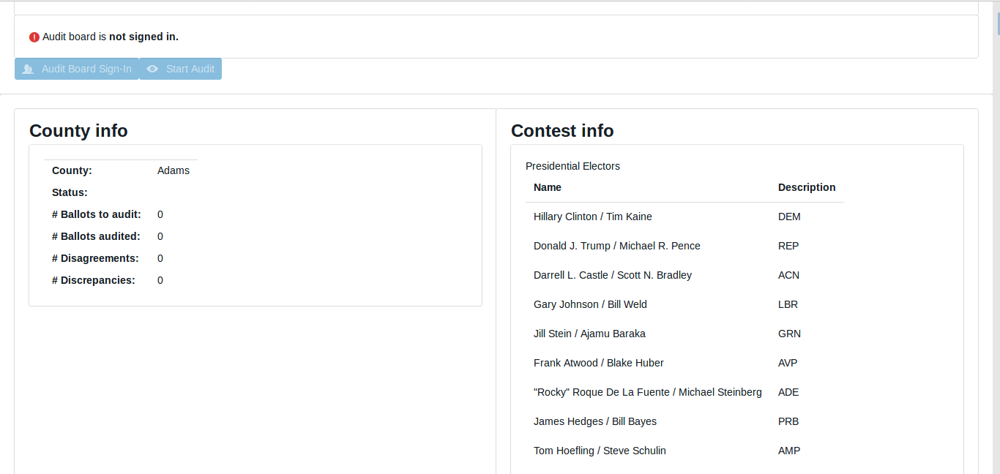 Audit board is not signed in.
Audit Board Sign-In Start Audit
County info
County: Adams
Status:
# Ballots to audit: 0
# Ballots audited: 0
# Disagreements: 0
# Discrepancies: 0
Contest info
Presidential Electors
Name Description
Hillary Clinton / Tim Kaine DEM
Donald J. Trump / Michael R. Pence REP
Darrell L. Castle / Scott N. Bradley ACN
Gary Johnson / Bill Weld LBR
Jill Stein / Ajamu Baraka GRN
Frank Atwood / Blake Huber AVP
"Rocky" Roque De La Fuente / Michael Steinberg ADE
James Hedges / Bill Bayes PRB
Tom Hoefling / Steve Schulin AMP